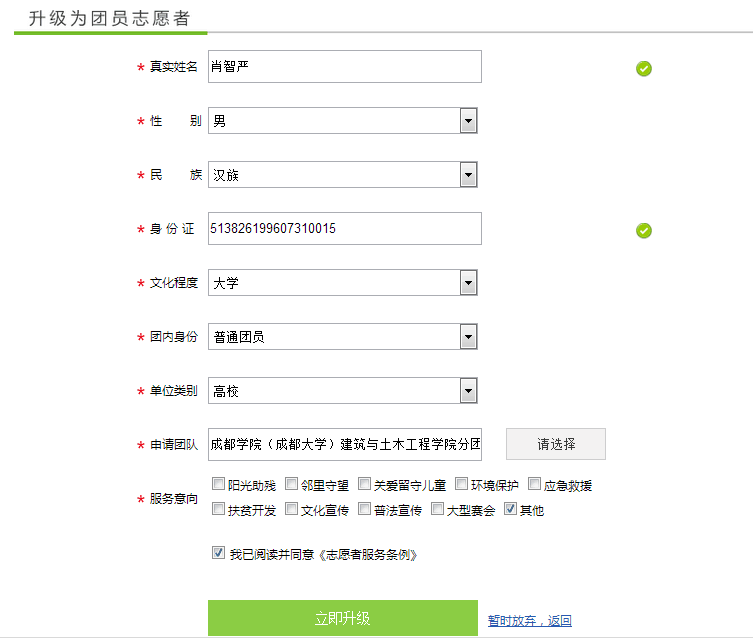 升级为团员志愿者
* 真实姓名 肖智严
* 性 别 男
* 民 族 汉族
* 身 份 证 513826199607310015
* 文化程度 大学
* 团内身份 普通团员
* 单位类别 高校
* 申请团队 成都学院（成都大学）建筑与土木工程学院分团 请选择
* 服务意向 阳光助残 邻里守望 关爱留守儿童 环境保护 应急救援
扶贫开发 文化宣传 普法宣传 大型赛会 其他
我已阅读并同意《志愿者服务条例》
立即升级 暂时放弃，返回